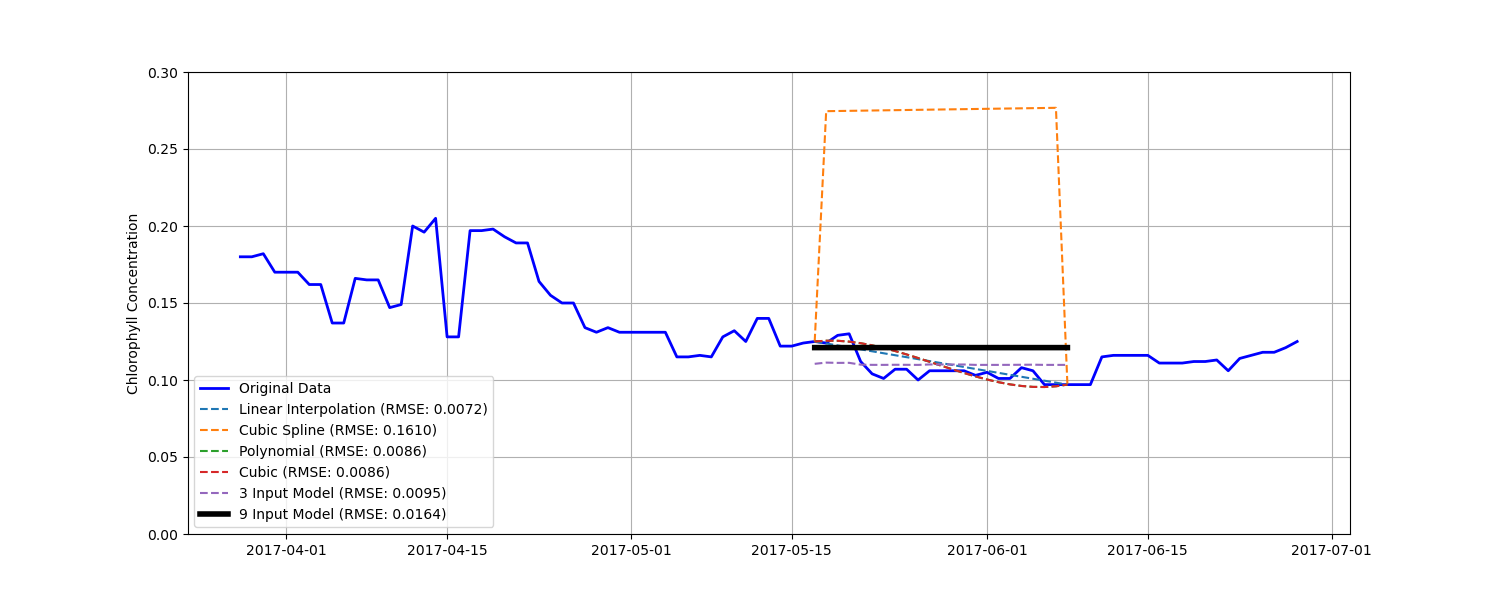 0.30
0.25
0.20
0.15
0.10
0.05
0.00
Chlorophyll Concentration
Original Data
Linear Interpolation (RMSE: 0.0072)
Cubic Spline (RMSE: 0.1610)
Polynomial (RMSE: 0.0086)
Cubic (RMSE: 0.0086)
3 Input Model (RMSE: 0.0095)
9 Input Model (RMSE: 0.0164)
2017-04-01 2017-04-15 2017-05-01 2017-05-15 2017-06-01 2017-06-15 2017-07-01